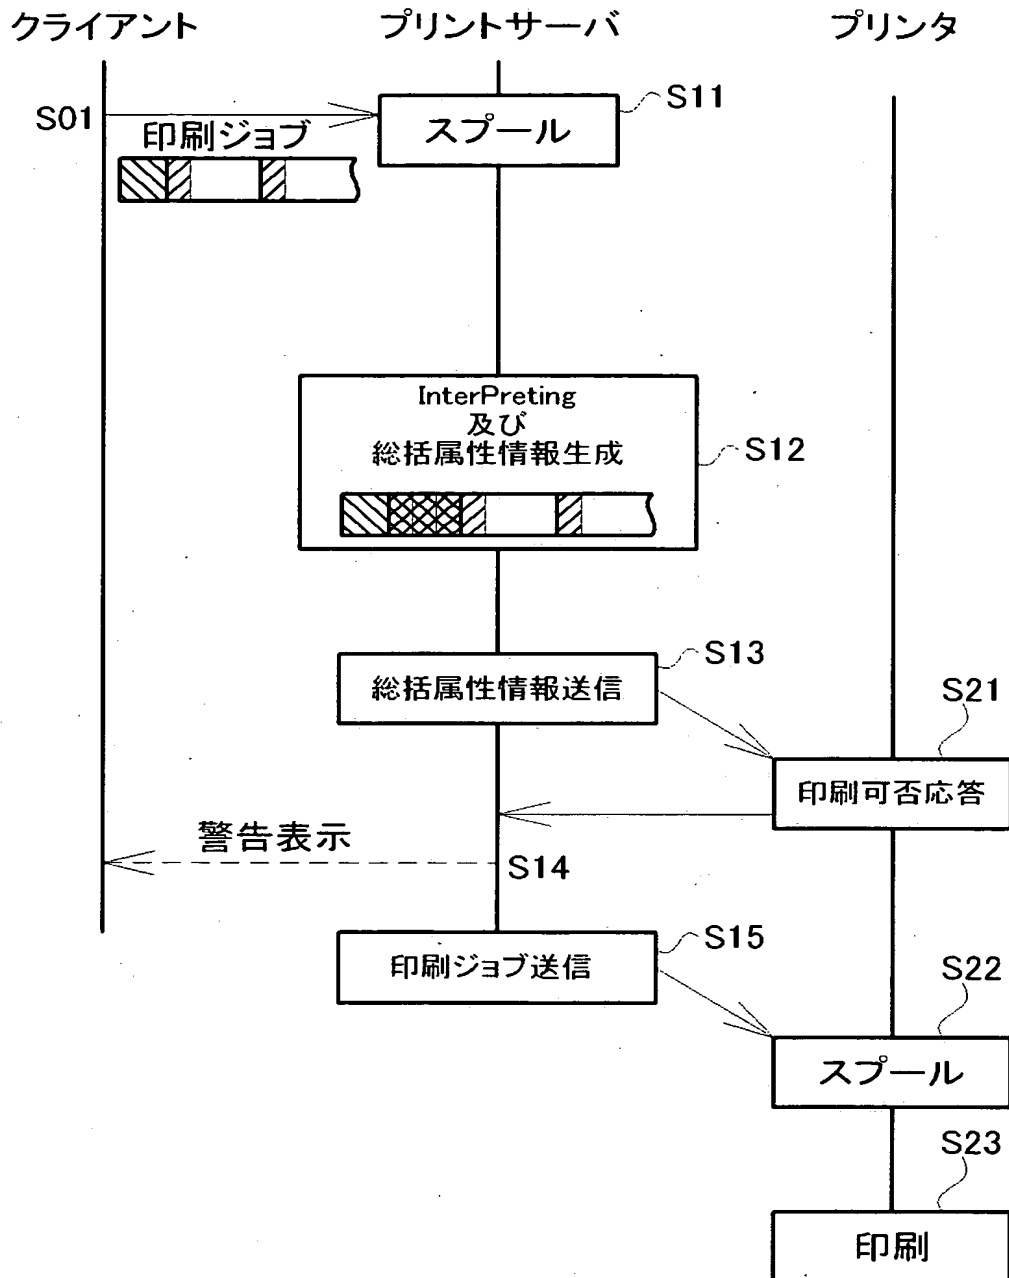 クライアント
プリントサーバ
プリンタ
S01
印刷ジョブ
スプール
S11
InterPreting
及び
総括属性情報生成
S12
総括属性情報送信
S13
S21
印刷可否応答
警告表示
S14
印刷ジョブ送信
S15
S22
スプール
S23
印刷